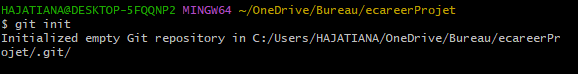 HAJATIANA@DESKTOP-5FQQNP2 MINGW64 ~/OneDrive/Bureau/ecareerProjet
$ git init
Initialized empty Git repository in C:/Users/HAJATIANA/OneDrive/Bureau/ecareerPr
ojet/.git/